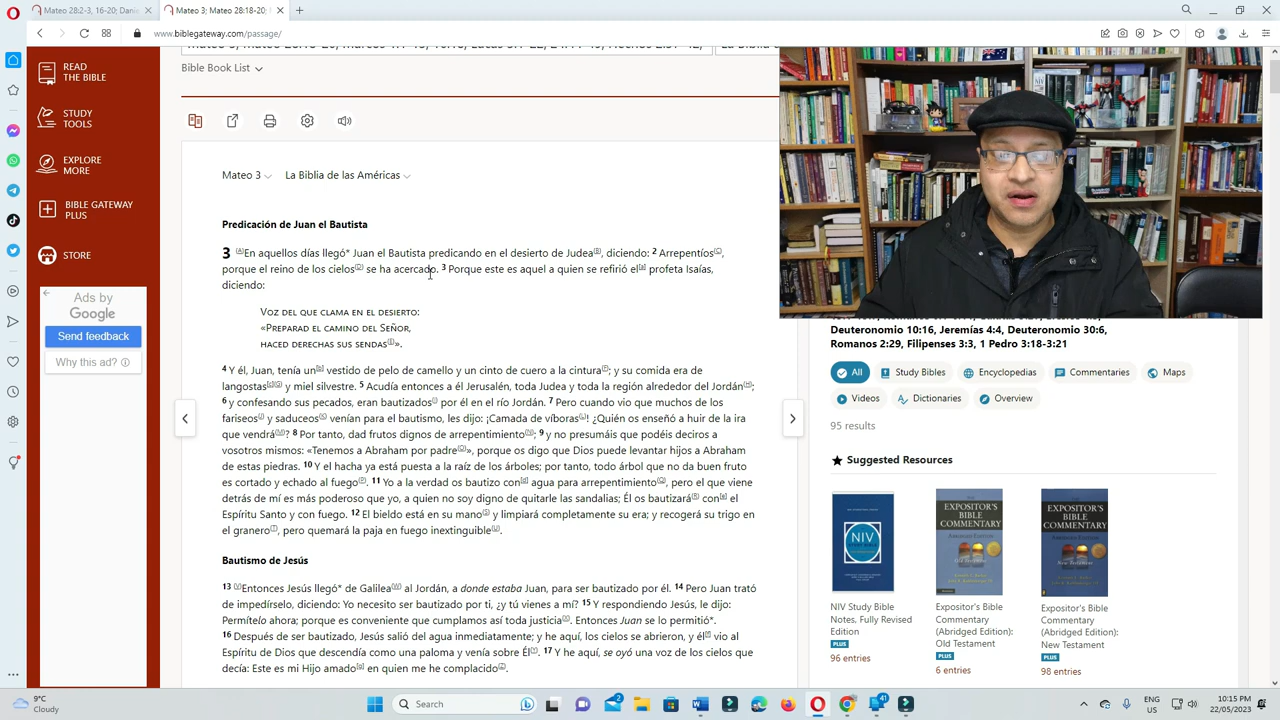 Mateo 28:2-3, 16-20; Danie
Mateo 3; Mateo 28:18-20;
www.biblegateway.com/passage/
Bible Book List
READ
THE BIBLE
STUDY
TOOLS
EXPLORE
MORE
BIBLE GATEWAY
PLUS
STORE
Ads by
Google
Send feedback
Why this ad?
Mateo 3 La Biblia de las Américas
Predicación de Juan el Bautista
3 [A]En aquellos días llegó* Juan el Bautista predicando en el desierto de Judea[B], diciendo: 2 Arrepentíos[C],
porque el reino de los cielos[D] se ha acercado. 3 Porque este es aquel a quien se refirió el[a] profeta Isaías,
diciendo:
Voz del que clama en el desierto:
«Preparad el camino del Señor,
haced derechas sus sendas[E]».
4 Y él, Juan, tenía un[b] vestido de pelo de camello y un cinto de cuero a la cintura[F]; y su comida era de
langostas[c][G] y miel silvestre. 5 Acudía entonces a él Jerusalén, toda Judea y toda la región alrededor del Jordán[H];
6 y confesando sus pecados, eran bautizados[I] por él en el río Jordán. 7 Pero cuando vio que muchos de los
fariseos[J] y saduceos[K] venían para el bautismo, les dijo: ¡Camada de víboras[L]! ¿Quién os enseñó a huir de la ira
que vendrá[M]? 8 Por tanto, dad frutos dignos de arrepentimiento[N]; 9 y no presumáis que podéis deciros a
vosotros mismos: «Tenemos a Abraham por padre[O]», porque os digo que Dios puede levantar hijos a Abraham
de estas piedras. 10 Y el hacha ya está puesta a la raíz de los árboles; por tanto, todo árbol que no da buen fruto
es cortado y echado al fuego[P]. 11 Yo a la verdad os bautizo con[d] agua para arrepentimiento[Q], pero el que viene
detrás de mí es más poderoso que yo, a quien no soy digno de quitarle las sandalias; Él os bautizará[R] con[e] el
Espíritu Santo y con fuego. 12 El bieldo está en su mano[S] y limpiará completamente su era; y recogerá su trigo en
el granero[T], pero quemará la paja en fuego inextinguible[U].
Bautismo de Jesús
13 [V]Entonces Jesús llegó* de Galilea[W] al Jordán, a donde estaba Juan, para ser bautizado por él. 14 Pero Juan trató
de impedírselo, diciendo: Yo necesito ser bautizado por ti, ¿y tú vienes a mí? 15 Y respondiendo Jesús, le dijo:
Permítelo ahora; porque es conveniente que cumplamos así toda justicia[X]. Entonces Juan se lo permitió*.
16 Después de ser bautizado, Jesús salió del agua inmediatamente; y he aquí, los cielos se abrieron, y él[f] vio al
Espíritu de Dios que descendía como una paloma y venía sobre Él[Y]. 17 Y he aquí, se oyó una voz de los cielos que
decía: Este es mi Hijo amado[g] en quien me he complacido[Z].
Deuteronomio 10:16, Jeremías 4:4, Deuteronomio 30:6,
Romanos 2:29, Filipenses 3:3, 1 Pedro 3:18-3:21
All Study Bibles Encyclopedias Commentaries Maps
Videos Dictionaries Overview
95 results
Suggested Resources
NIV
EXPOSITOR'S
BIBLE
COMMENTARY
EXPOSITOR'S
BIBLE
COMMENTARY
NIV Study Bible
Notes, Fully Revised
Edition
PLUS
96 entries
Expositor's Bible
Commentary
(Abridged Edition):
Old Testament
PLUS
6 entries
Expositor's Bible
Commentary
(Abridged Edition):
New Testament
PLUS
98 entries
9°C
Cloudy
Search
2
41
ENG
US
10:15 PM
22/05/2023